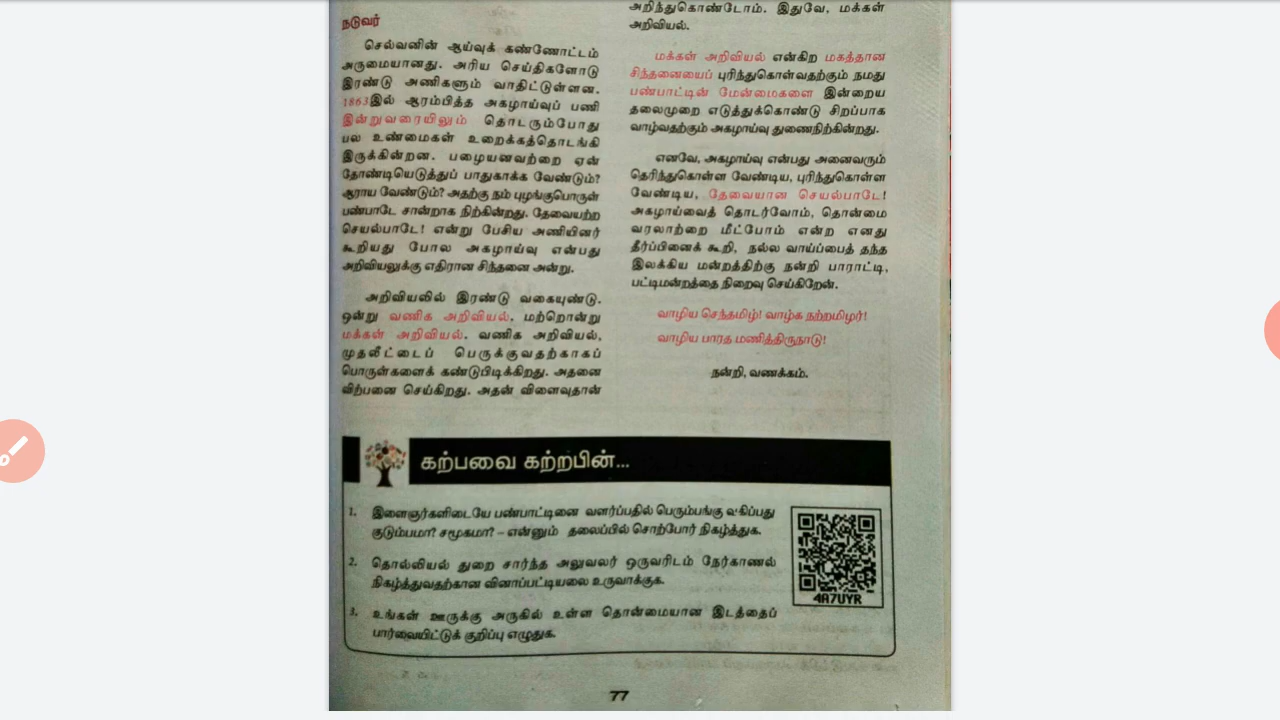 நடுவர்
செல்வனின் ஆய்வுக் கண்ணோட்டம்
அருமையானது. அரிய செய்திகளோடு
இரண்டு அணிகளும் வாதிட்டுள்ளன.
1863இல் ஆரம்பித்த அகழாய்வுப் பணி
இன்றுவரையிலும் தொடரும்போது
பல உண்மைகள் உறைக்கத்தொடங்கி
இருக்கின்றன. பழையனவற்றை ஏன்
தோண்டியெடுத்துப் பாதுகாக்க வேண்டும்?
ஆராய வேண்டும்? அதற்கு நம் புழங்குபொருள்
பண்பாடே சான்றாக நிற்கின்றது. தேவையற்ற
செயல்பாடே! என்று பேசிய அணியினர்
கூறியது போல அகழாய்வு என்பது
அறிவியலுக்கு எதிரான சிந்தனை அன்று.
அறிவியலில் இரண்டு வகையுண்டு.
ஒன்று வணிக அறிவியல், மற்றொன்று
மக்கள் அறிவியல். வணிக அறிவியல்,
முதலீட்டைப் பெருக்குவதற்காகப்
பொருள்களைக் கண்டுபிடிக்கிறது. அதனை
விற்பனை செய்கிறது. அதன் விளைவுதான்
அறிந்துகொண்டோம். இதுவே, மக்கள்
அறிவியல்.
மக்கள் அறிவியல் என்கிற மகத்தான
சிந்தனையைப் புரிந்துகொள்வதற்கும் நமது
பண்பாட்டின் மேன்மைகளை இன்றைய
தலைமுறை எடுத்துக்கொண்டு சிறப்பாக
வாழ்வதற்கும் அகழாய்வு துணைநிற்கின்றது.
எனவே, அகழாய்வு என்பது அனைவரும்
தெரிந்துகொள்ள வேண்டிய, புரிந்துகொள்ள
வேண்டிய, தேவையான செயல்பாடே!
அகழாய்வைத் தொடர்வோம், தொன்மை
வரலாற்றை மீட்போம் என்ற எனது
தீர்ப்பினைக் கூறி, நல்ல வாய்ப்பைத் தந்த
இலக்கிய மன்றத்திற்கு நன்றி பாராட்டி,
பட்டிமன்றத்தை நிறைவு செய்கிறேன்.
வாழிய செந்தமிழ்! வாழ்க நற்றமிழர்!
வாழிய பாரத மணித்திருநாடு!
நன்றி, வணக்கம்.
கற்பவை கற்றபின்...
1. இளைஞர்களிடையே பண்பாட்டினை வளர்ப்பதில் பெரும்பங்கு வகிப்பது
குடும்பமா? சமூகமா? – என்னும் தலைப்பில் சொற்போர் நிகழ்த்துக.
2. தொல்லியல் துறை சார்ந்த அலுவலர் ஒருவரிடம் நேர்காணல்
நிகழ்த்துவதற்கான வினாப்பட்டியலை உருவாக்குக.
3. உங்கள் ஊருக்கு அருகில் உள்ள தொன்மையான இடத்தைப்
பார்வையிட்டுக் குறிப்பு எழுதுக.
4A7UYR
77